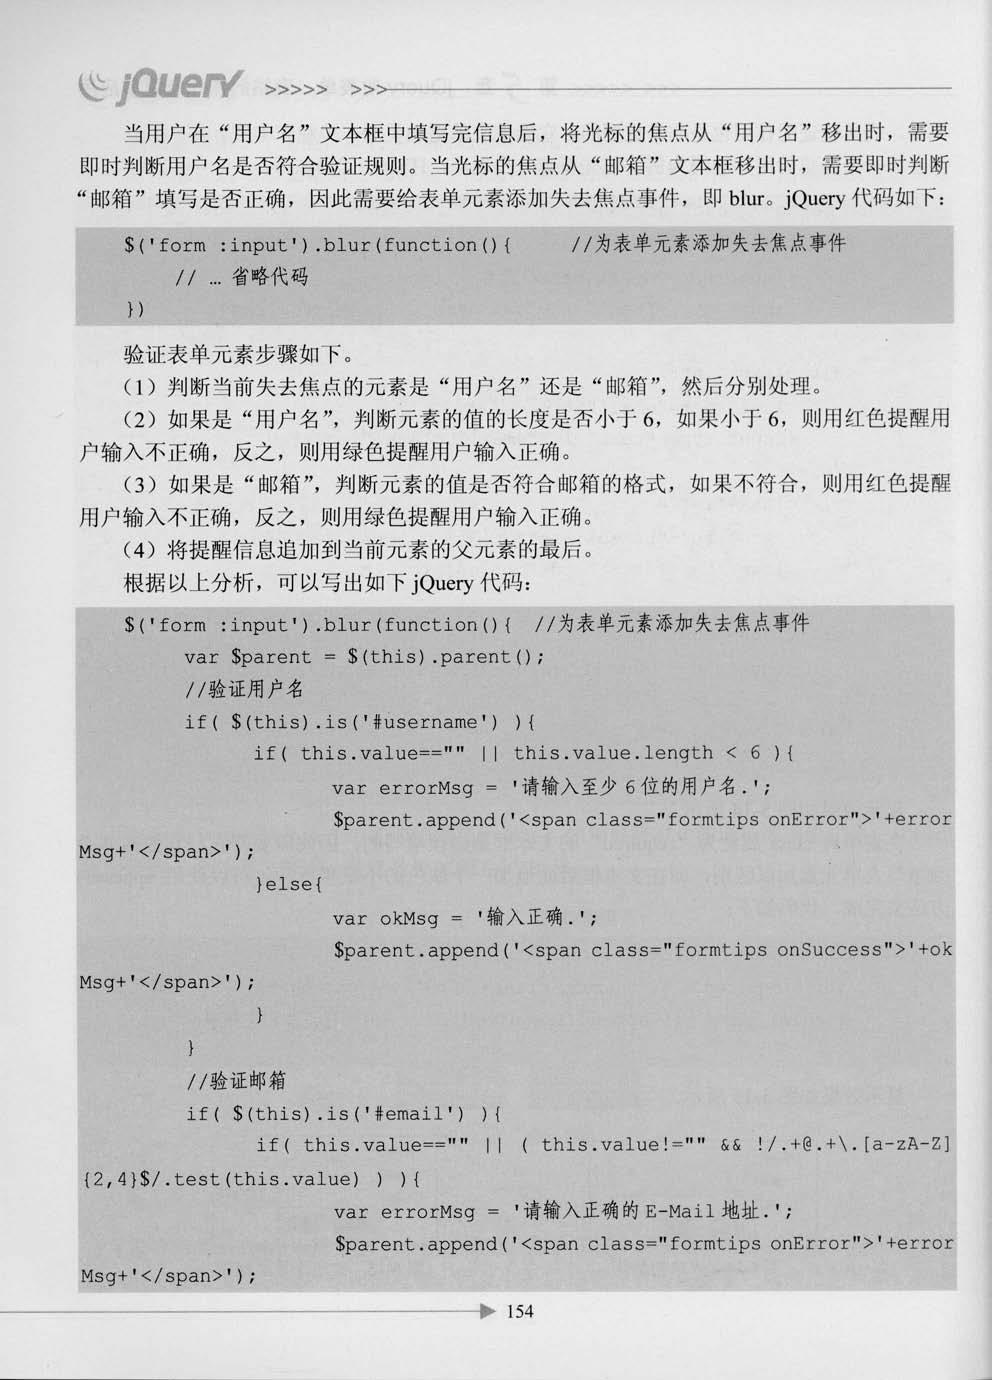 jQuery >>>>> >>>
当用户在“用户名”文本框中填写完信息后，将光标的焦点从“用户名”移出时，需要
即时判断用户名是否符合验证规则。当光标的焦点从“邮箱”文本框移出时，需要即时判断
“邮箱”填写是否正确，因此需要给表单元素添加失去焦点事件，即 blur。jQuery 代码如下：
$('form :input').blur(function(){ //为表单元素添加失去焦点事件
// … 省略代码
})
验证表单元素步骤如下。
（1）判断当前失去焦点的元素是“用户名”还是“邮箱”，然后分别处理。
（2）如果是“用户名”，判断元素的值的长度是否小于 6，如果小于 6，则用红色提醒用
户输入不正确，反之，则用绿色提醒用户输入正确。
（3）如果是“邮箱”，判断元素的值是否符合邮箱的格式，如果不符合，则用红色提醒
用户输入不正确，反之，则用绿色提醒用户输入正确。
（4）将提醒信息追加到当前元素的父元素的最后。
根据以上分析，可以写出如下 jQuery 代码：
$('form :input').blur(function(){ //为表单元素添加失去焦点事件
var $parent = $(this).parent();
//验证用户名
if( $(this).is('#username') ){
if( this.value=="" || this.value.length < 6 ){
var errorMsg = '请输入至少 6 位的用户名.';
$parent.append('<span class="formtips onError">'+error
Msg+'</span>');
}else{
var okMsg = '输入正确.';
$parent.append('<span class="formtips onSuccess">'+ok
Msg+'</span>');
}
}
//验证邮箱
if( $(this).is('#email') ){
if( this.value=="" || ( this.value!="" && !/.+@.+\.[a-zA-Z]
{2,4}$/.test(this.value) ) ){
var errorMsg = '请输入正确的 E-Mail 地址.';
$parent.append('<span class="formtips onError">'+error
Msg+'</span>');
154